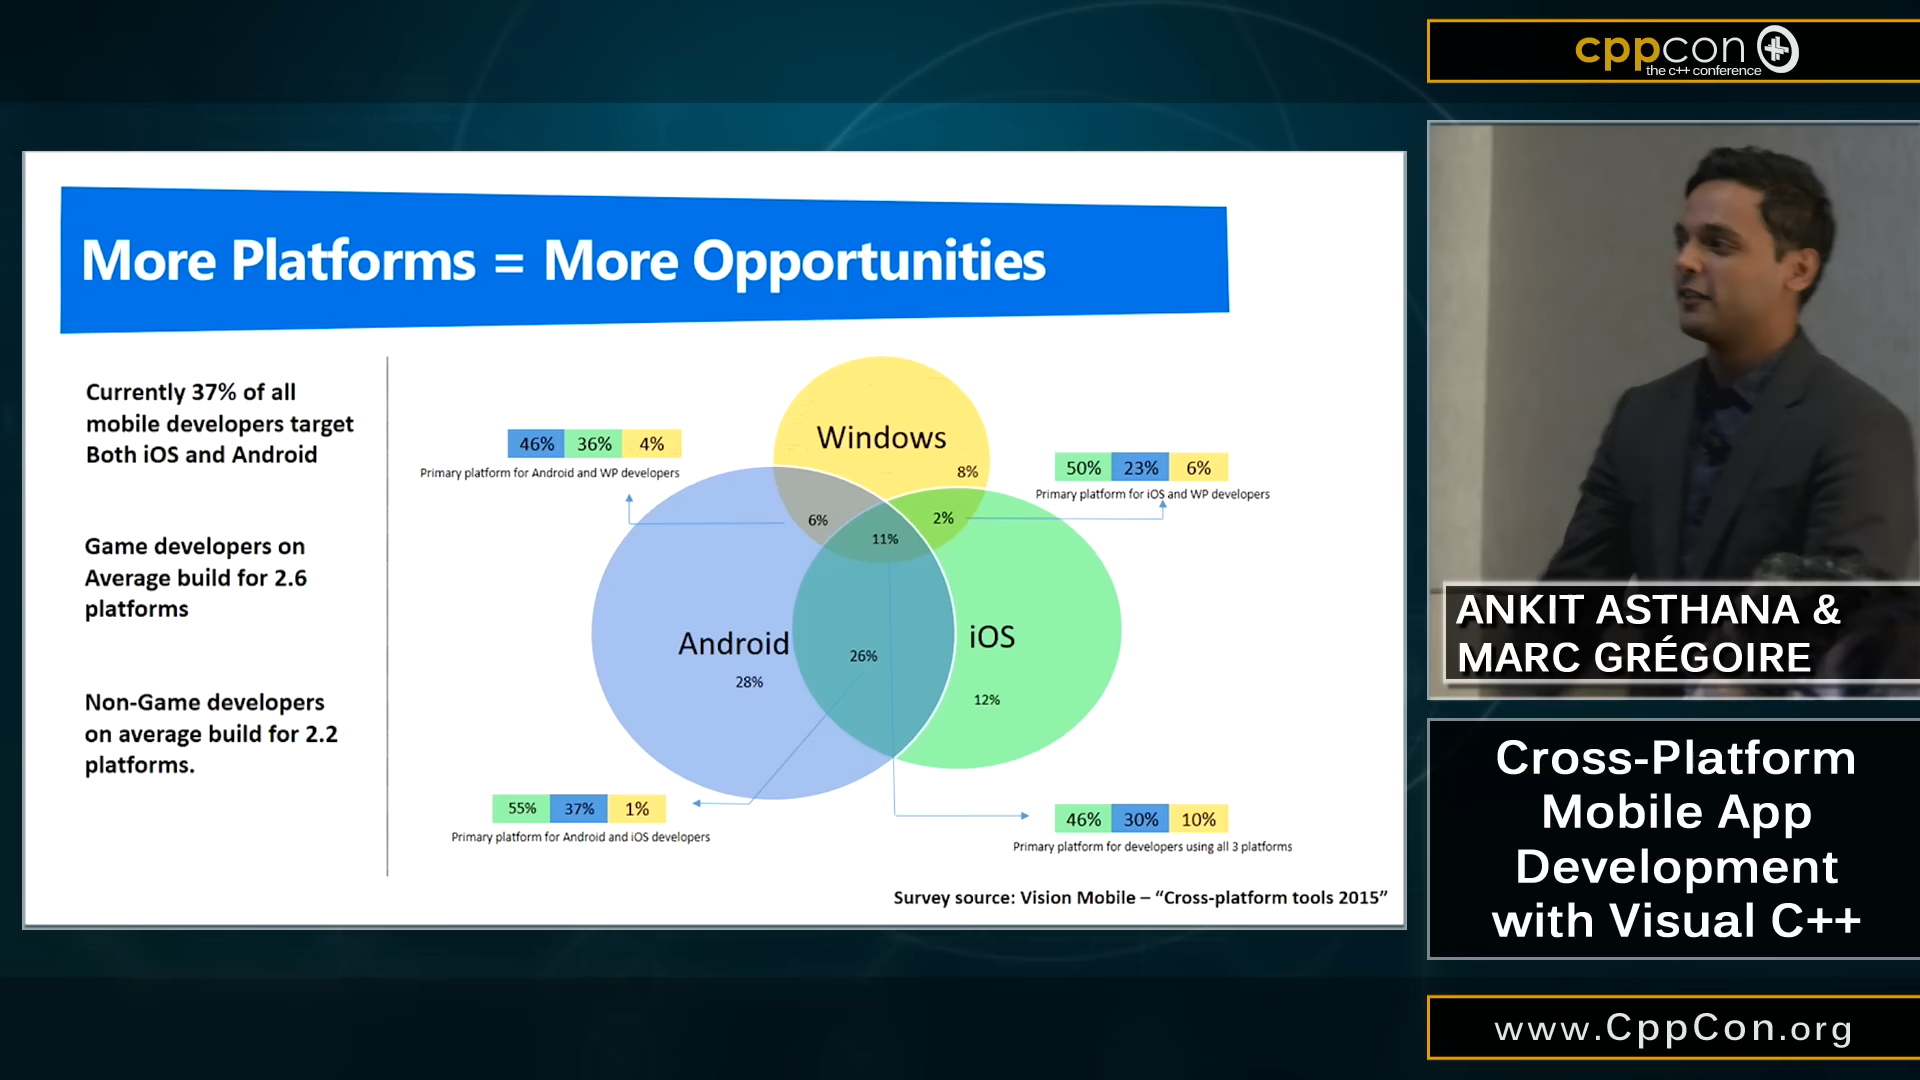 cppcon
the c++ conference
More Platforms = More Opportunities
Currently 37% of all
mobile developers target
Both iOS and Android
Game developers on
Average build for 2.6
platforms
Non-Game developers
on average build for 2.2
platforms.
Windows
8%
46% 36% 4%
Primary platform for Android and WP developers
50% 23% 6%
Primary platform for iOS and WP developers
6%
2%
11%
Android
28%
26%
iOS
12%
55% 37% 1%
Primary platform for Android and iOS developers
46% 30% 10%
Primary platform for developers using all 3 platforms
Survey source: Vision Mobile – “Cross-platform tools 2015”
ANKIT ASTHANA &
MARC GRÉGOIRE
Cross-Platform
Mobile App
Development
with Visual C++
www.CppCon.org